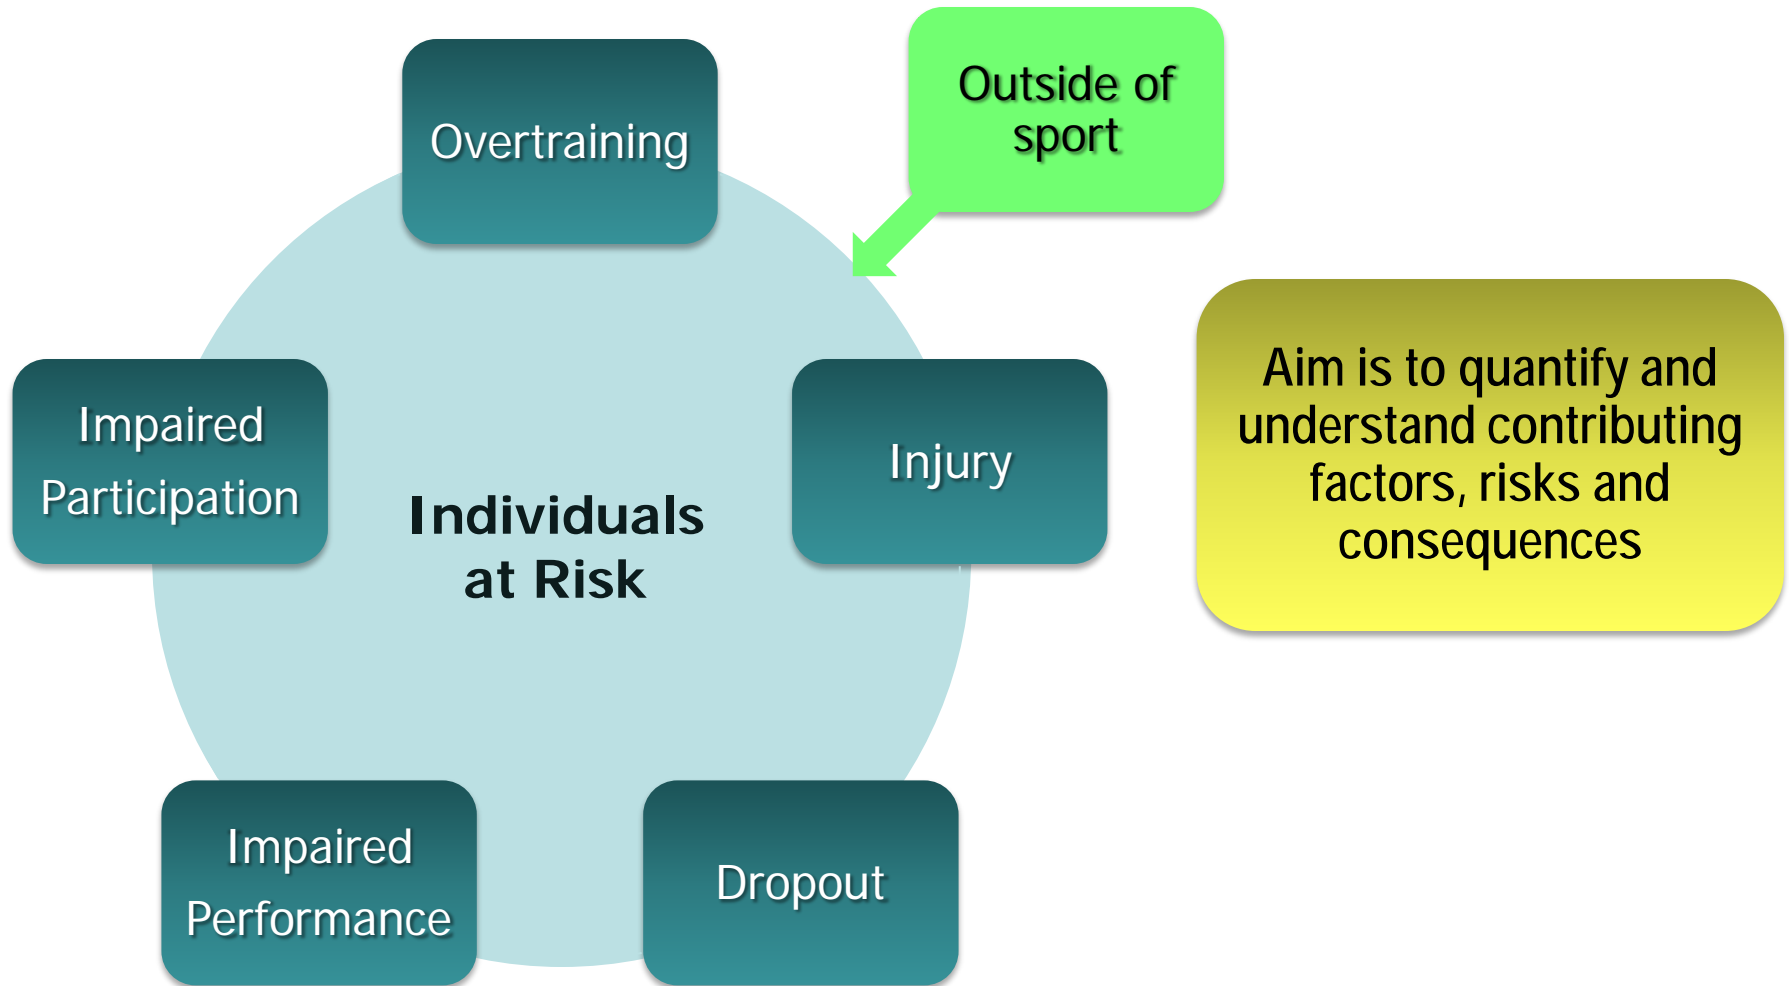 Overtraining
Outside of
sport
Impaired
Participation
Injury
Individuals
at Risk
Aim is to quantify and
understand contributing
factors, risks and
consequences
Impaired
Performance
Dropout